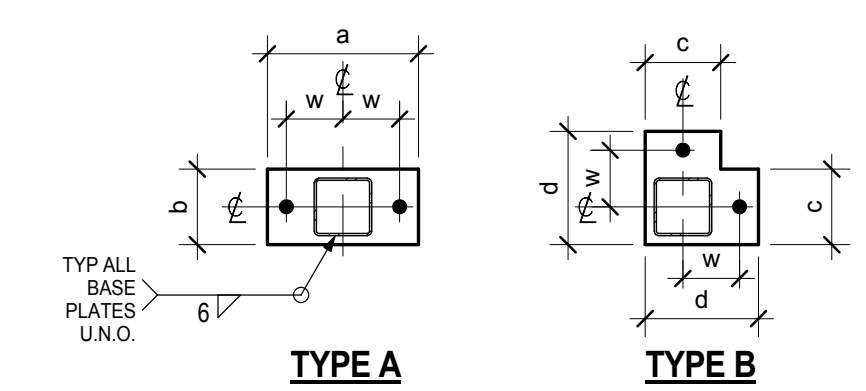 a
℄
w w
b
℄
TYP ALL
BASE
PLATES
U.N.O.
6
TYPE A
c
℄
d
w
℄
c
w
d
TYPE B